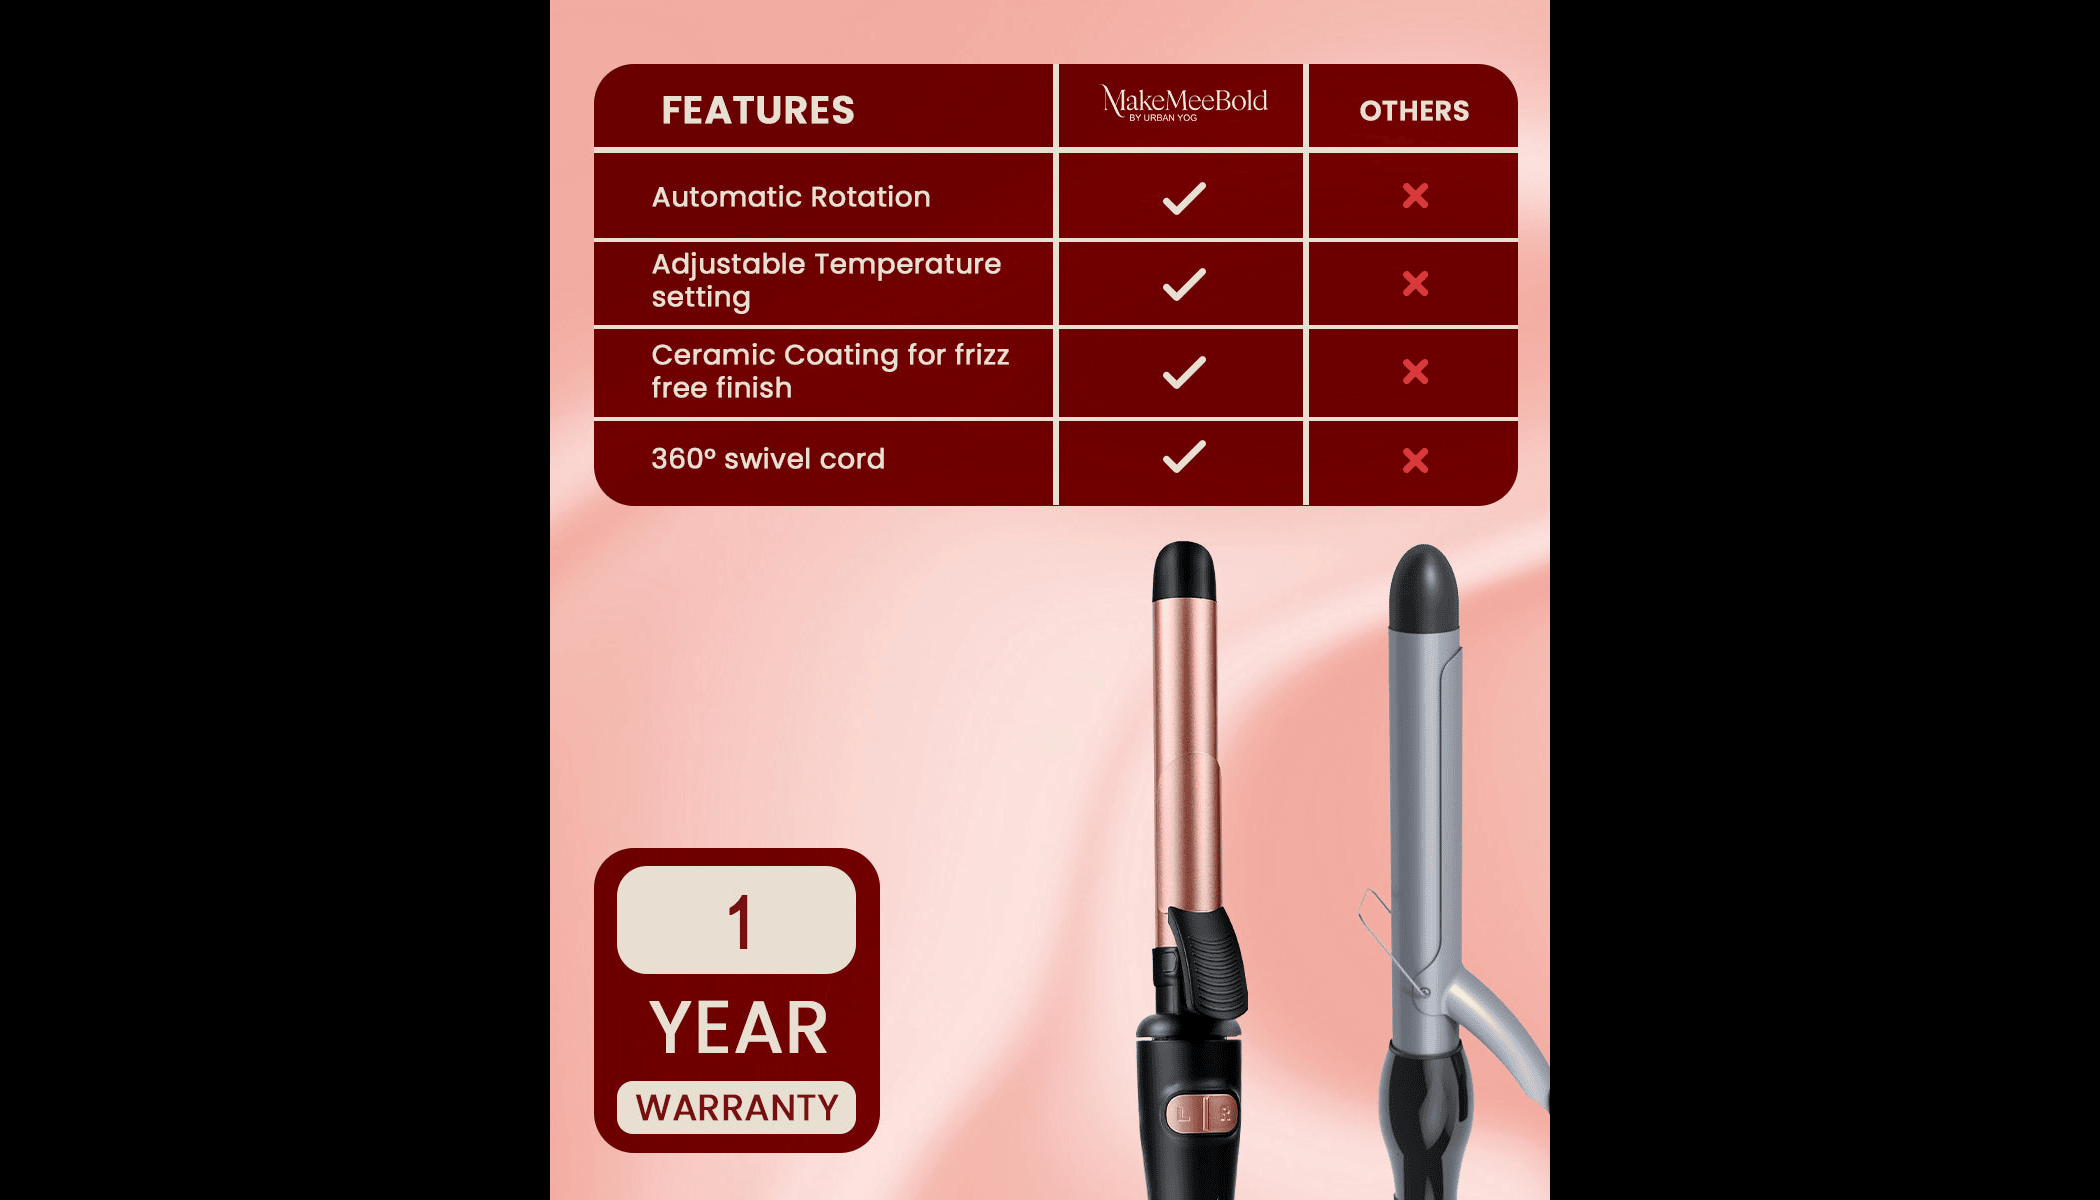 FEATURES
MakeMeeBold
BY URBAN YOG
OTHERS
Automatic Rotation
Adjustable Temperature
setting
Ceramic Coating for frizz
free finish
360° swivel cord
1
YEAR
WARRANTY
L R